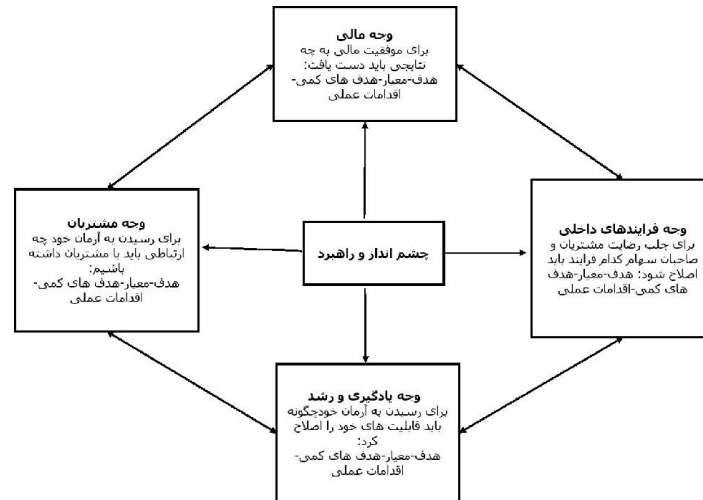 وجه مالی
برای موفقیت مالی به چه
نتایجی باید دست یافت:
هدف-معیار-هدف های کمی-
اقدامات عملی
وجه فرایندهای داخلی
برای جلب رضایت مشتریان و
صاحبان سهام کدام فرایند باید
اصلاح شود: هدف-معیار-هدف
های کمی-اقدامات عملی
چشم انداز و راهبرد
وجه مشتریان
برای رسیدن به آرمان خود چه
ارتباطی باید با مشتریان داشته
باشیم:
هدف-معیار-هدف های کمی-
اقدامات عملی
وجه یادگیری و رشد
برای رسیدن به آرمان خودچگونه
باید قابلیت های خود را اصلاح
کرد:
هدف-معیار-هدف های کمی-
اقدامات عملی